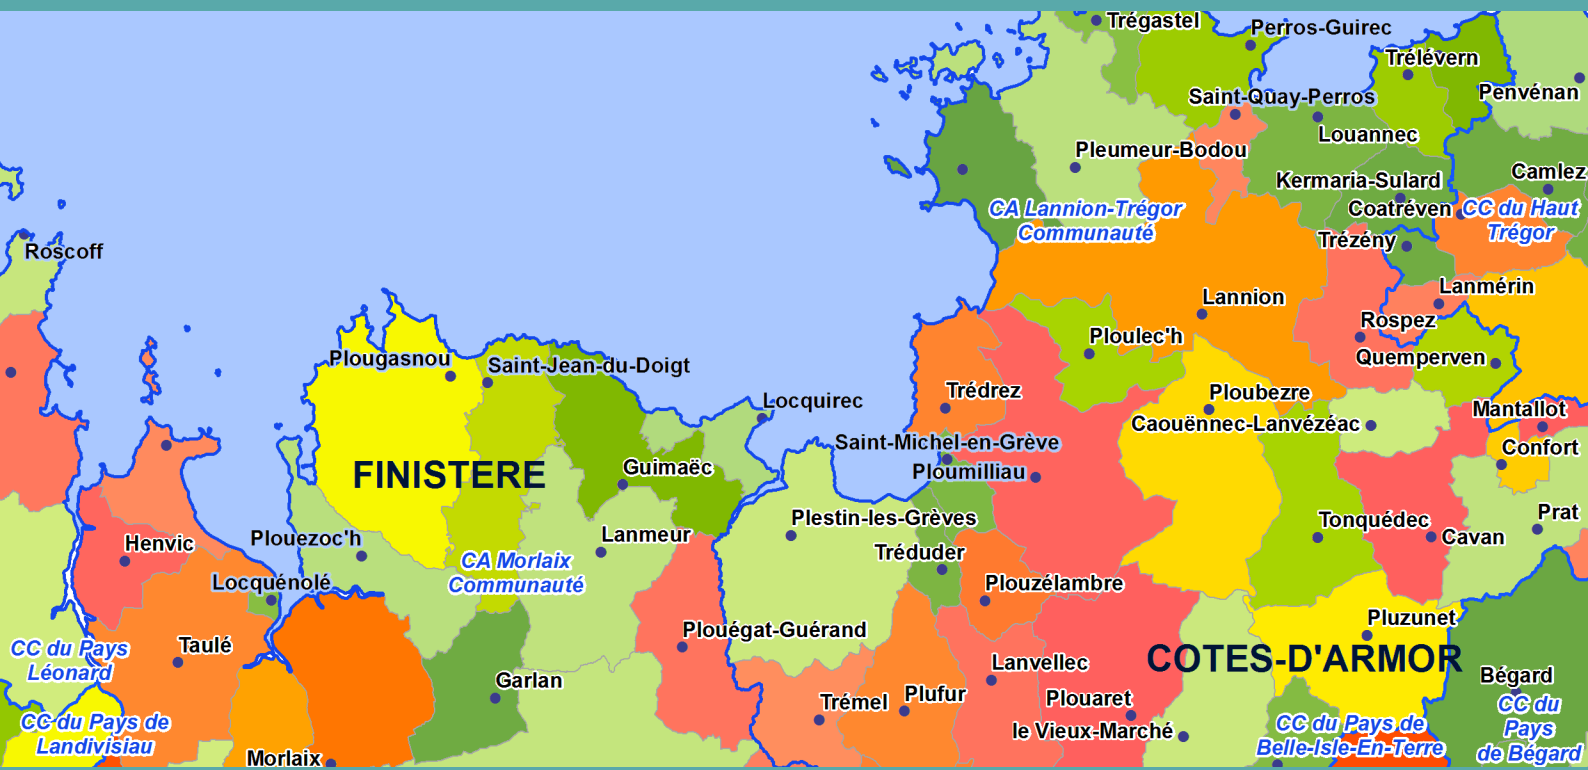 Trégastel
Perros-Guirec
Trélévern
Penvénan
Saint-Quay-Perros
Louannec
Pleumeur-Bodou
Camlez
Kermaria-Sulard
CA Lannion-Trégor
Communauté
Coatréven
CC du Haut
Trégor
Trézény
Roscoff
Lanmérin
Lannion
Rospez
Ploulec'h
Quemperven
Plougasnou
Saint-Jean-du-Doigt
Trédrez
Ploubezre
Locquirec
Mantallot
Caouënnec-Lanvézéac
Saint-Michel-en-Grève
Confort
Guimaëc
Ploumilliau
FINISTERE
Plestin-les-Grèves
Prat
Tonquédec
Cavan
Lanmeur
Plouezoc'h
Henvic
Tréduder
CA Morlaix
Communauté
Locquénolé
Plouzélambre
Pluzunet
Plouégat-Guérand
Taulé
CC du Pays
Léonard
COTES-D'ARMOR
Lanvellec
Bégard
Garlan
Trémel
Plufur
Plouaret
le Vieux-Marché
CC du Pays de
Landivisiau
CC du Pays de
Belle-Isle-En-Terre
CC du
Pays
de Bégard
Morlaix